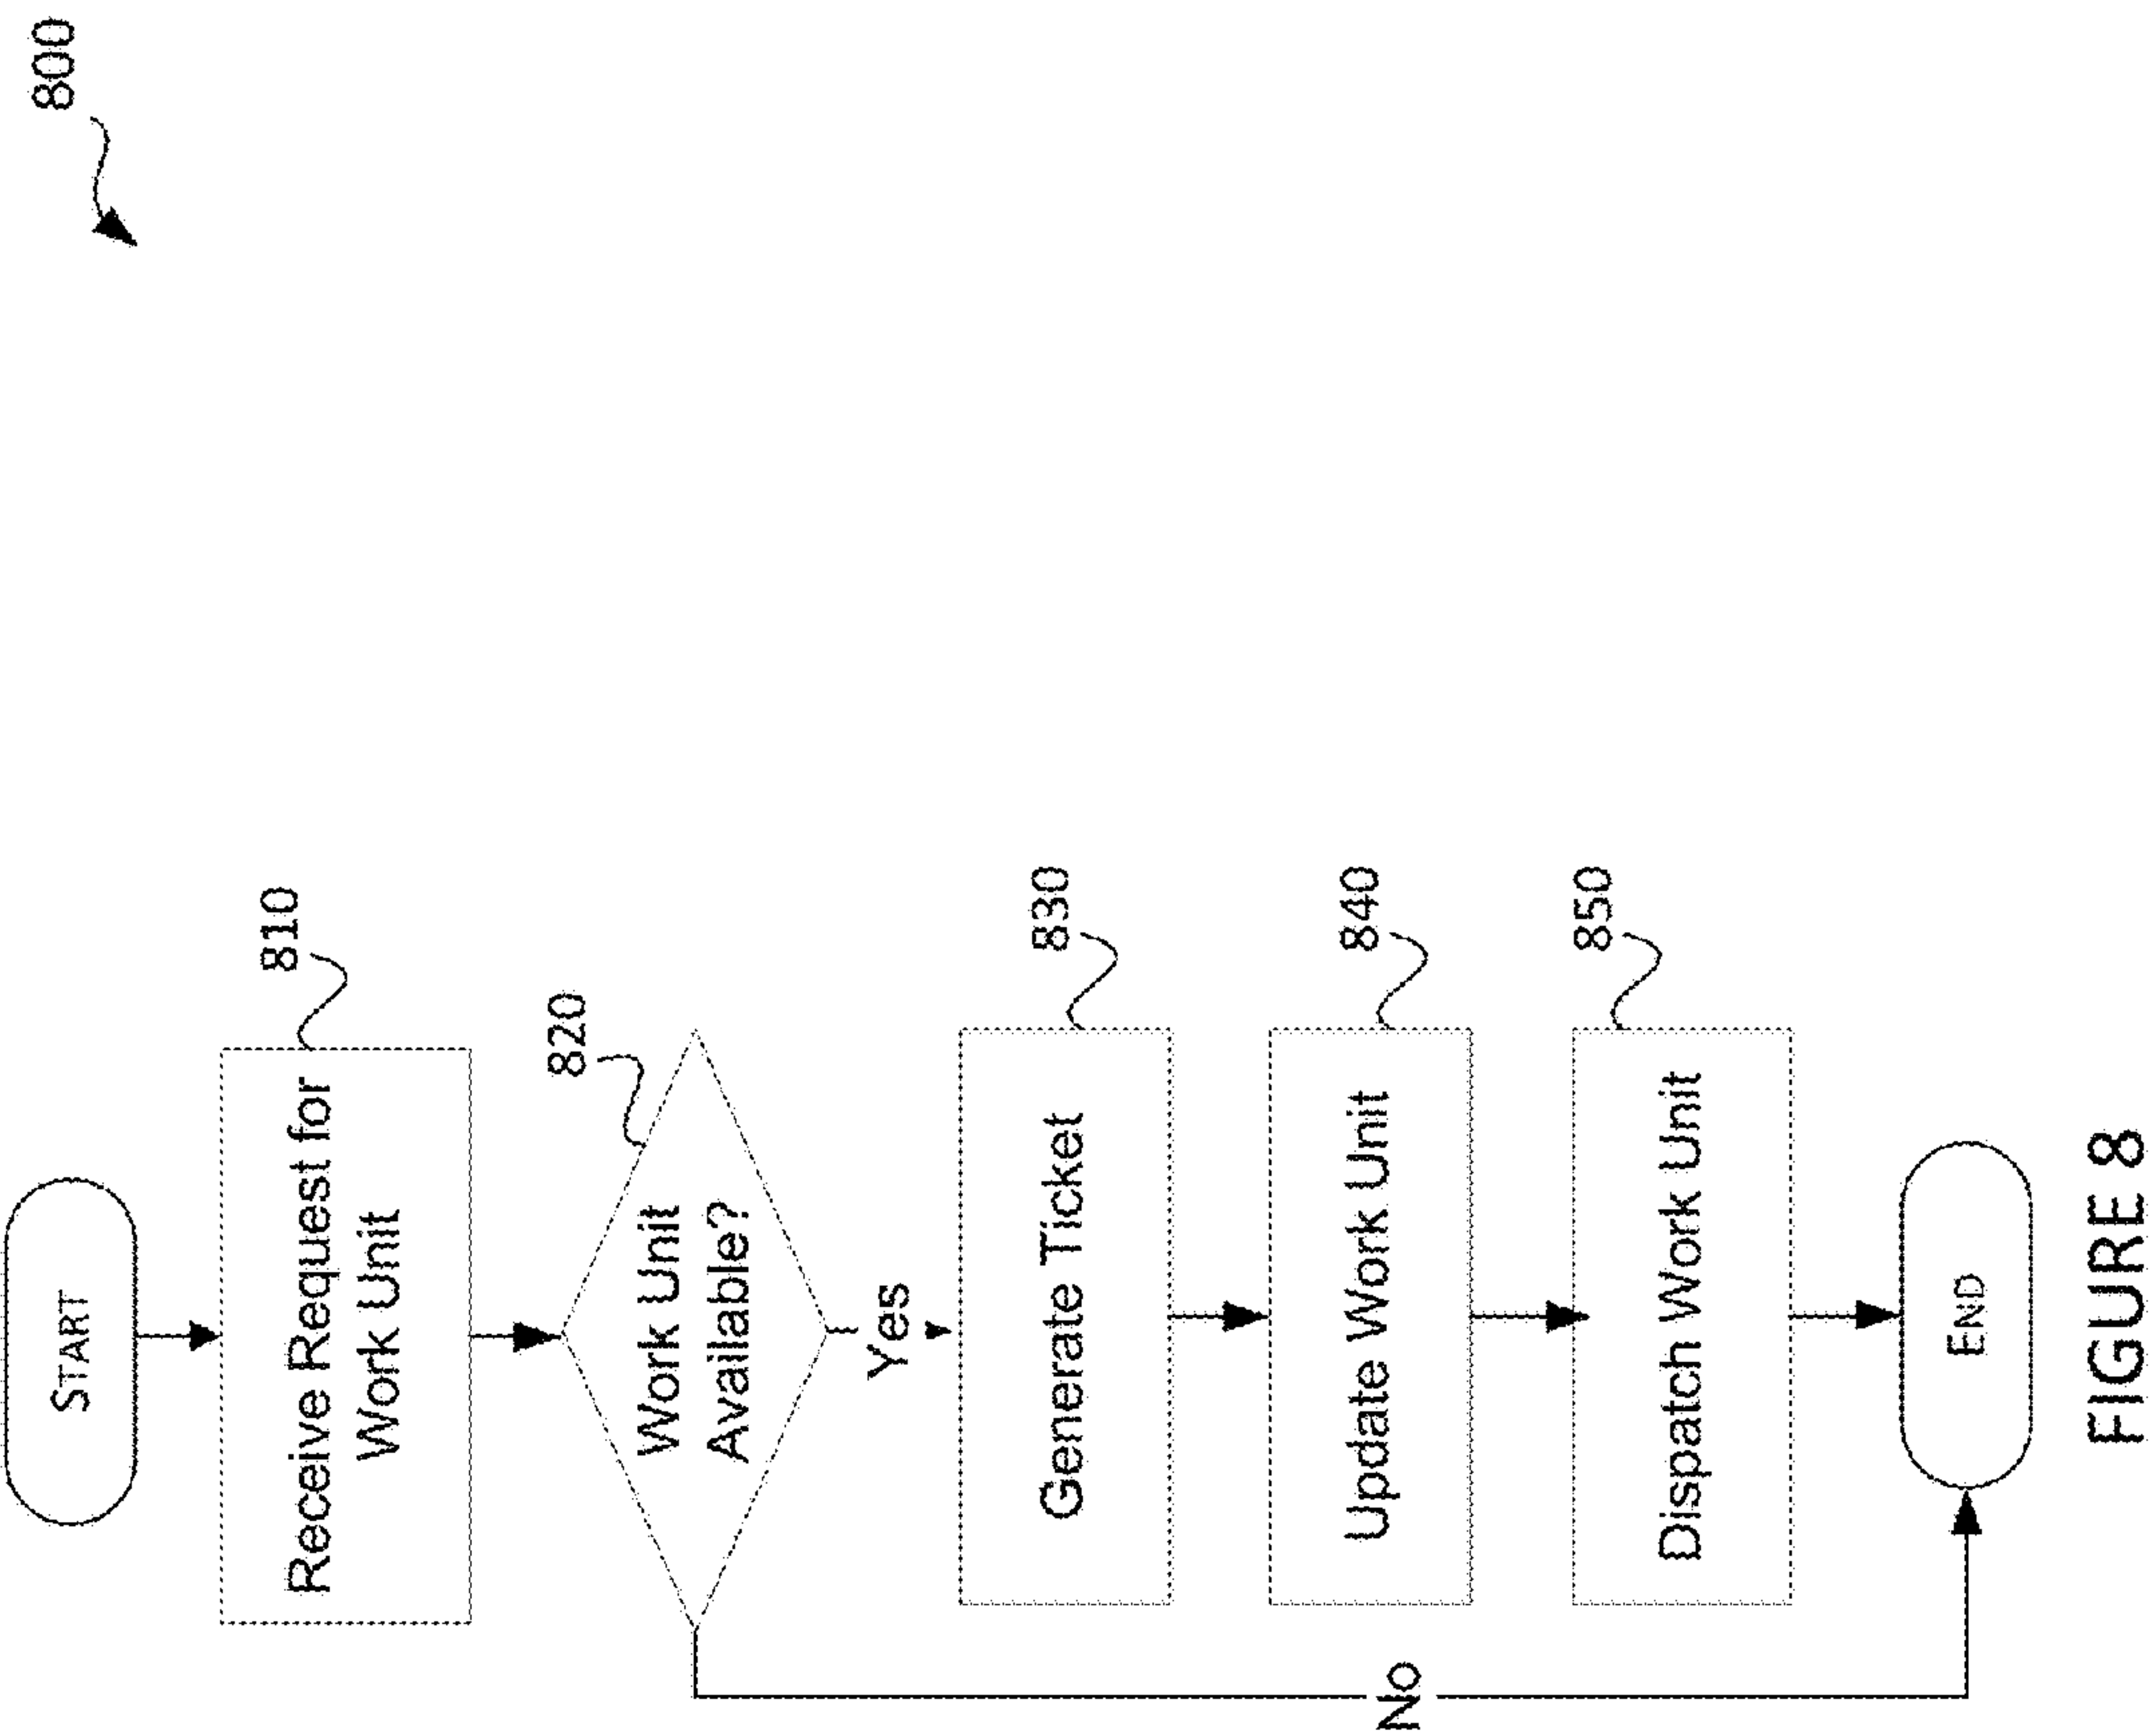 800
START
810
Receive Request for
Work Unit
820
Work Unit
Available?
Yes
830
Generate Ticket
840
Update Work Unit
No
850
Dispatch Work Unit
END
FIGURE 8